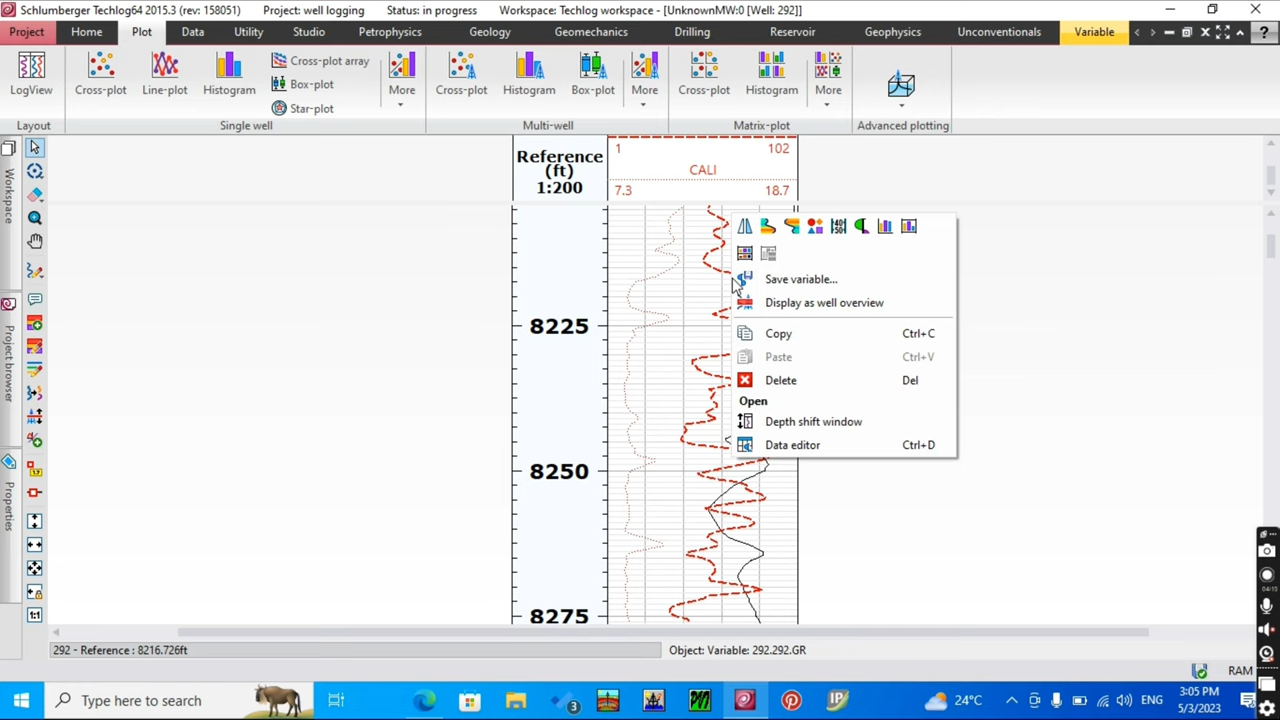 Schlumberger Techlog64 2015.3 (rev: 158051) Project: well logging Status: in progress Workspace: Techlog workspace - [UnknownMW:0 [Well: 292]]
Project Home Plot Data Utility Studio Petrophysics Geology Geomechanics Drilling Reservoir Geophysics Unconventionals Variable
LogView Cross-plot Line-plot Histogram Cross-plot array Box-plot Star-plot More Cross-plot Histogram Box-plot More Cross-plot Histogram More
Layout Single well Multi-well Matrix-plot Advanced plotting
Workspace
Project browser
Properties
Reference
(ft)
1:200
1 102
CALI
7.3 18.7
8225
8250
8275
Save variable...
Display as well overview
Copy Ctrl+C
Paste Ctrl+V
Delete Del
Open
Depth shift window
Data editor Ctrl+D
1:1
04/15
292 - Reference : 8216.726ft Object: Variable: 292.292.GR
RAM
Type here to search
3
24°C
ENG
3:05 PM
5/3/2023